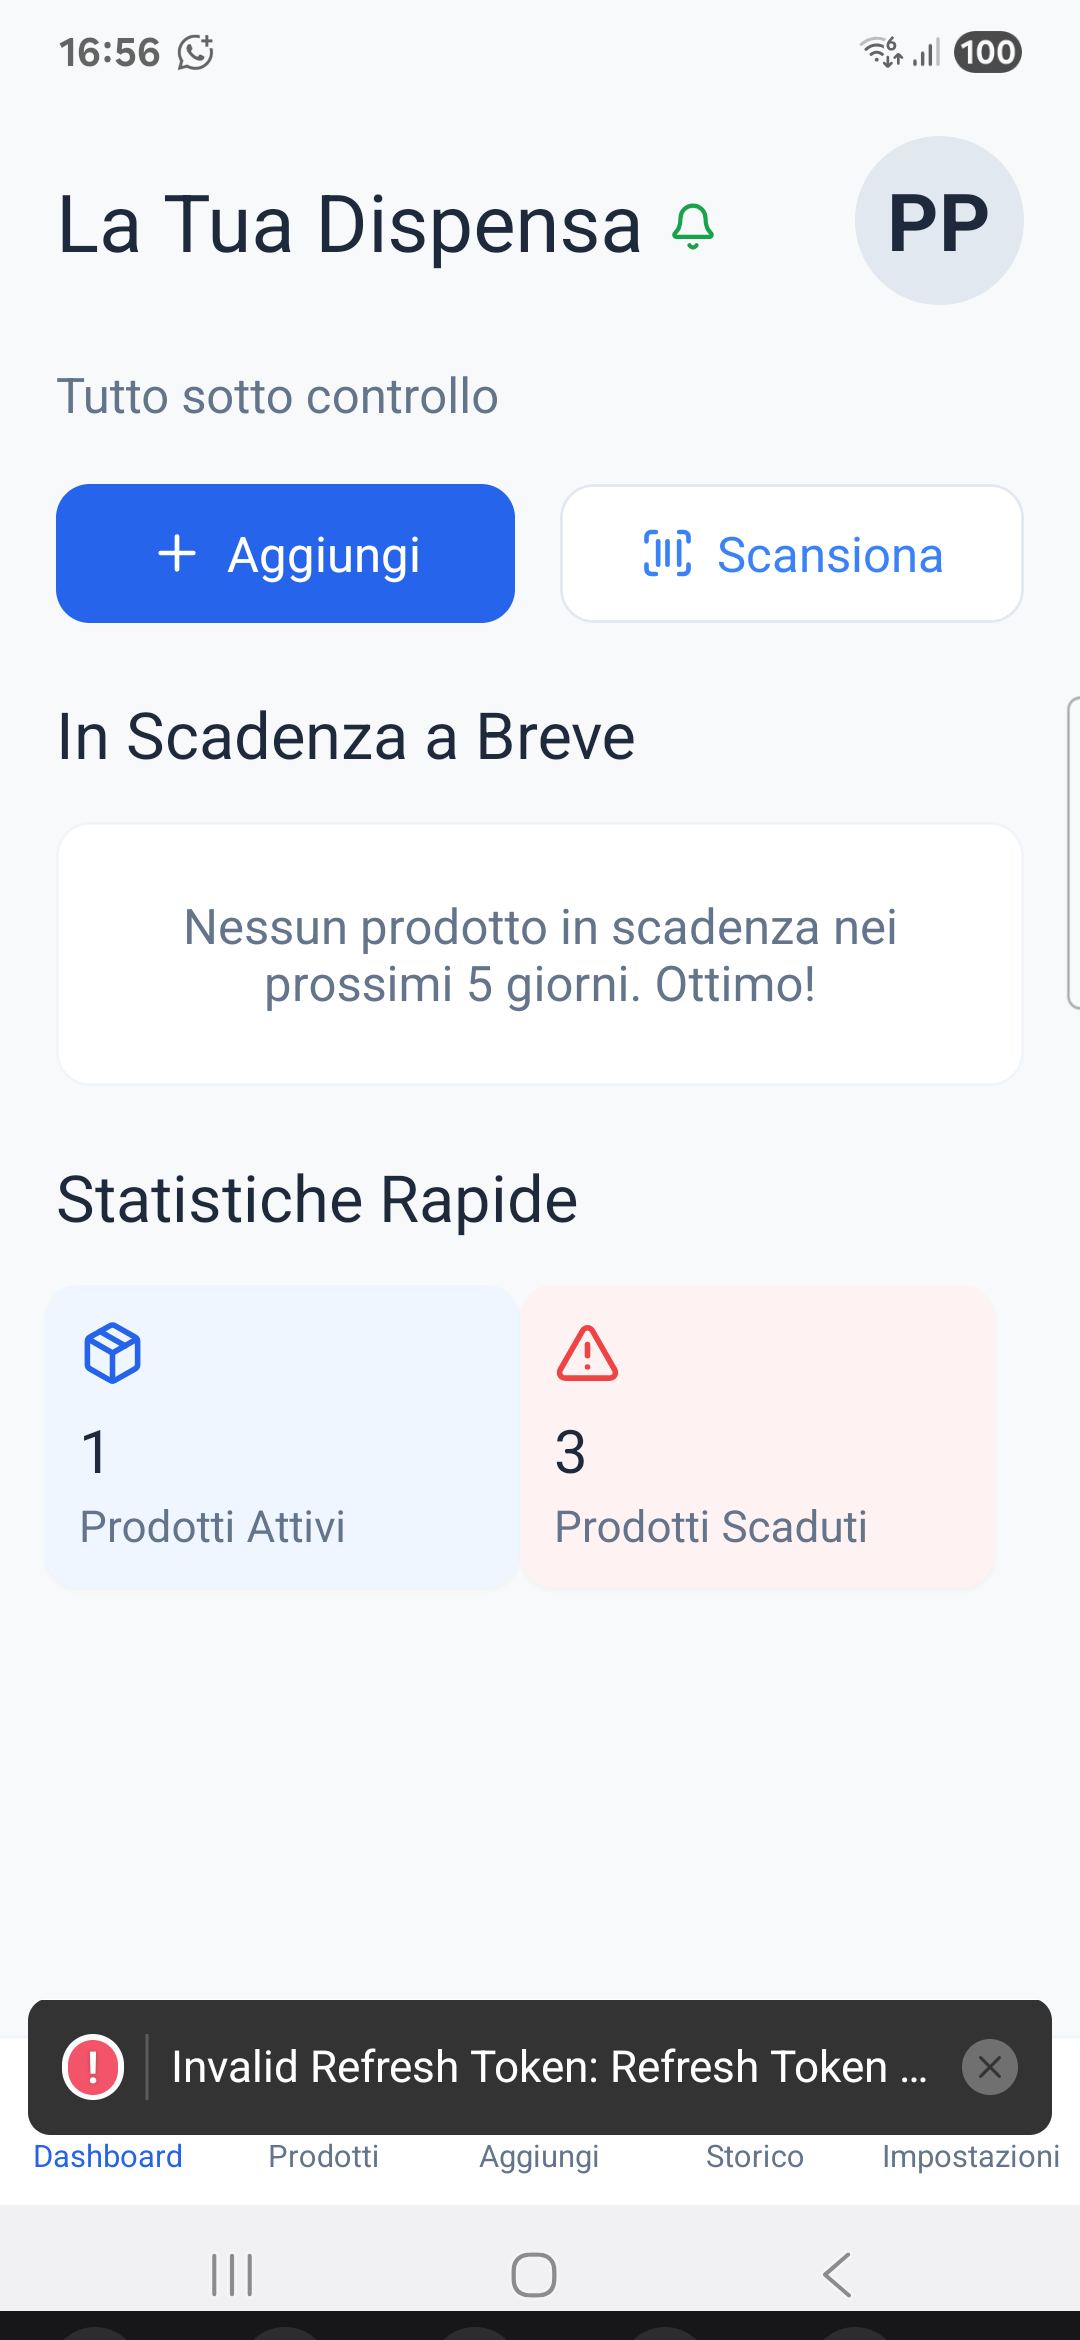 16:56
100
La Tua Dispensa
PP
Tutto sotto controllo
Aggiungi
Scansiona
In Scadenza a Breve
Nessun prodotto in scadenza nei
prossimi 5 giorni. Ottimo!
Statistiche Rapide
1
Prodotti Attivi
3
Prodotti Scaduti
Invalid Refresh Token: Refresh Token ...
Dashboard
Prodotti
Aggiungi
Storico
Impostazioni